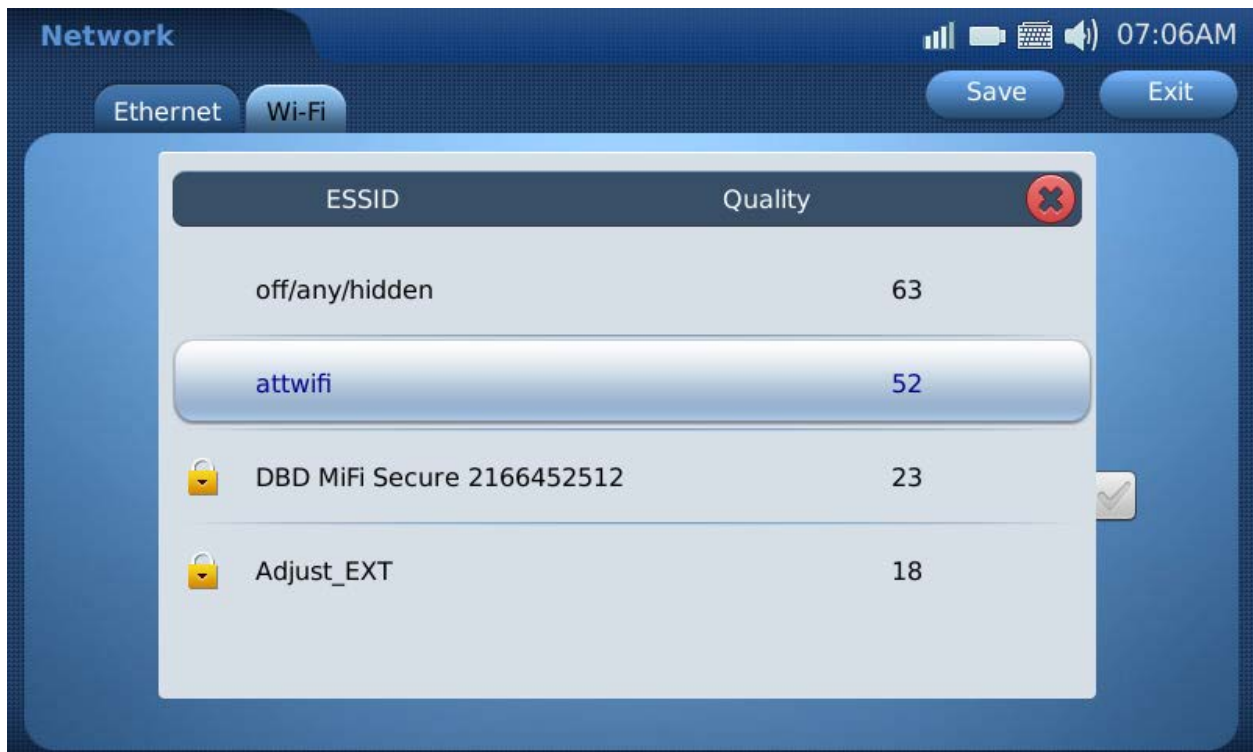 Network 07:06AM
Ethernet Wi-Fi Save Exit
ESSID Quality
off/any/hidden 63
attwifi 52
DBD MiFi Secure 2166452512 23
Adjust_EXT 18